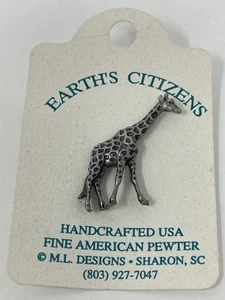 EARTH'S CITIZENS
HANDCRAFTED USA
FINE AMERICAN PEWTER
© M.L. DESIGNS • SHARON, SC
(803) 927-7047